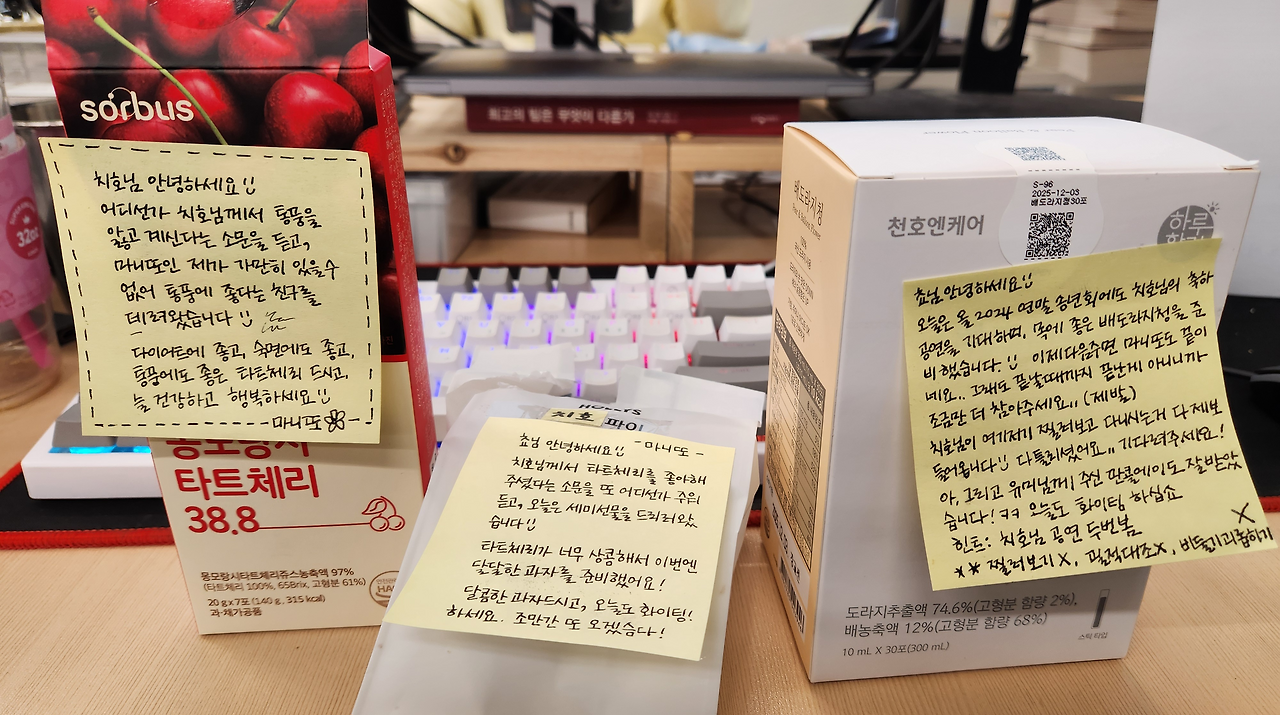 sorbus
치호님 안녕하세요
어디선가 치호님께서 통풍을
앓고 계신다는 소문을 듣고,
마니또인 제가 가만히 있을 수
없어 통풍에 좋다는 친구를
데려왔습니다
다이어트에 좋고, 숙면에도 좋고,
통풍에도 좋은 타트체리 드시고,
늘 건강하고 행복하세요
-마니또
몽모랑시
타트체리
38.8
몽모랑시타트체리쥬스농축액 97%
(타트체리 100%, 65Brix, 고형분 61%)
20 g x 7포 (140 g, 315 kcal)
과·채가공품
32oz
최고의 팀은 무엇이 다른가
치호 파이
쵸님 안녕하세요 -마니또-
치호님께서 타트체리를 좋아해
주셨다는 소문을 또 어디선가 주워
듣고, 오늘은 세미선물을 드리러 왔
습니다
타트체리가 너무 상콤해서 이번엔
달달한 과자를 준비했어요!
달콤한 과자드시고, 오늘도 화이팅!
하세요. 조만간 또 오겠슴다!
배도라지청
천호엔케어
S-96
2025-12-03
배도라지청30포
하루
쵸님 안녕하세요
오늘은 올 2024 연말 송년회에도 치호님의 축하
공연을 기대하며, 목에 좋은 배도라지청을 준
비했습니다. 이제 다음주면 마니또도 끝이
네요.. 그래도 끝날때까지 끝난게 아니니까
조금만 더 참아주세요.. (제발)
치호님이 여기저기 찔러보고 다니시는거 다 제보
들어옵니다 다 틀리셨어요.. 기다려주세요!
아, 그리고 유머님께 주신 판콜에이도 잘 받았
습니다! ㅋㅋ 오늘도 화이팅 하십쇼
힌트: 치호님 공연 두번봄
** 찔러보기 X, 필적대조 X, 비둘기괴롭히기 X
도라지추출액 74.6%(고형분 함량 2%),
배농축액 12%(고형분 함량 68%)
10 mL X 30포(300 mL)
스틱 타입